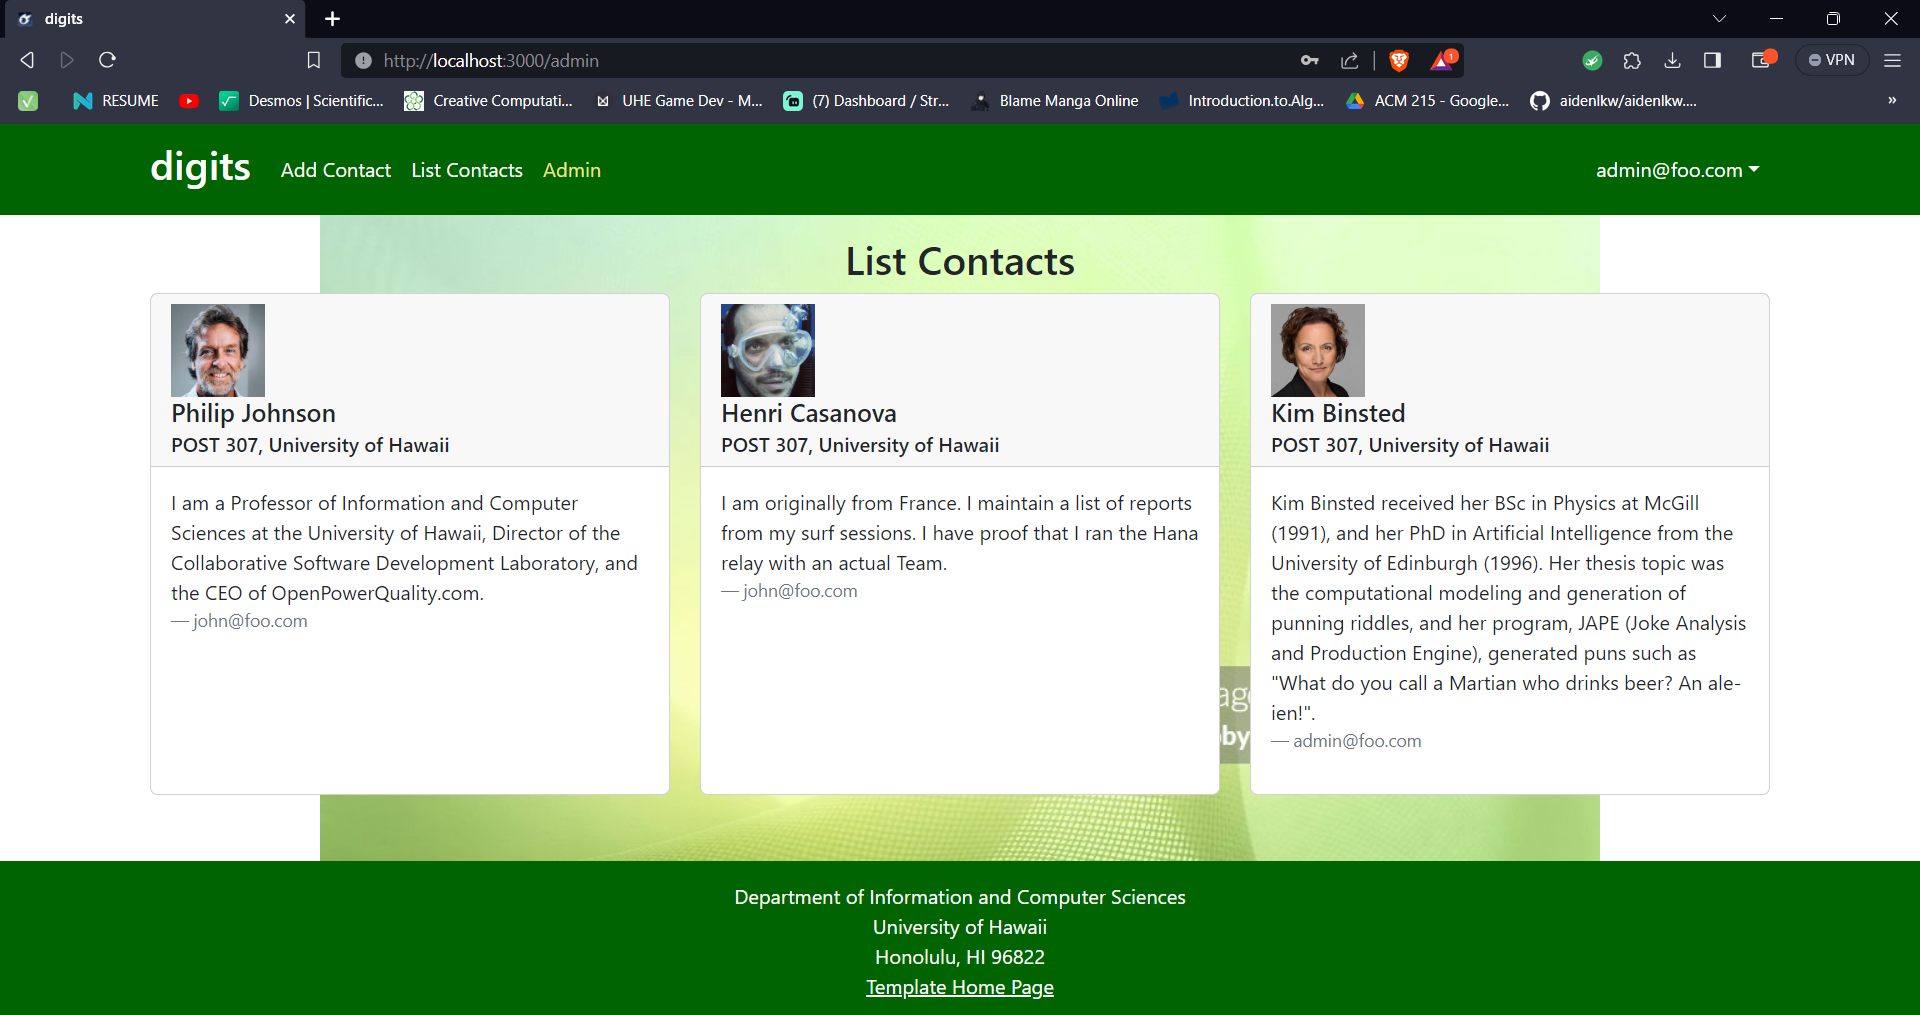 digits
http://localhost:3000/admin
1
VPN
RESUME
Desmos | Scientific...
Creative Computati...
UHE Game Dev - M...
(7) Dashboard / Str...
Blame Manga Online
Introduction.to.Alg...
ACM 215 - Google...
aidenlkw/aidenlkw....
»
digits
Add Contact
List Contacts
Admin
admin@foo.com
List Contacts
Philip Johnson
POST 307, University of Hawaii
I am a Professor of Information and Computer
Sciences at the University of Hawaii, Director of the
Collaborative Software Development Laboratory, and
the CEO of OpenPowerQuality.com.
— john@foo.com
Henri Casanova
POST 307, University of Hawaii
I am originally from France. I maintain a list of reports
from my surf sessions. I have proof that I ran the Hana
relay with an actual Team.
— john@foo.com
Kim Binsted
POST 307, University of Hawaii
Kim Binsted received her BSc in Physics at McGill
(1991), and her PhD in Artificial Intelligence from the
University of Edinburgh (1996). Her thesis topic was
the computational modeling and generation of
punning riddles, and her program, JAPE (Joke Analysis
and Production Engine), generated puns such as
"What do you call a Martian who drinks beer? An ale-
ien!".
— admin@foo.com
Department of Information and Computer Sciences
University of Hawaii
Honolulu, HI 96822
Template Home Page